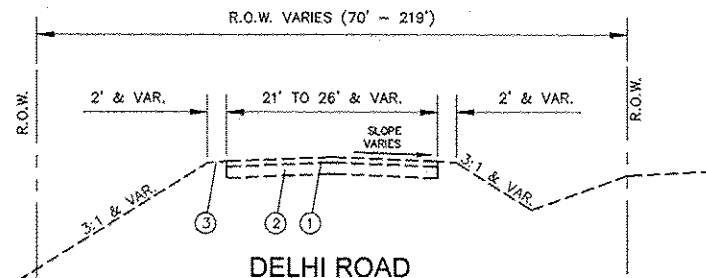 R.O.W. VARIES (70' - 219')
R.O.W.
2' & VAR.
21' TO 26' & VAR.
2' & VAR.
R.O.W.
SLOPE
VARIES
3:1 & VAR.
3:1 & VAR.
3
2
1
DELHI ROAD